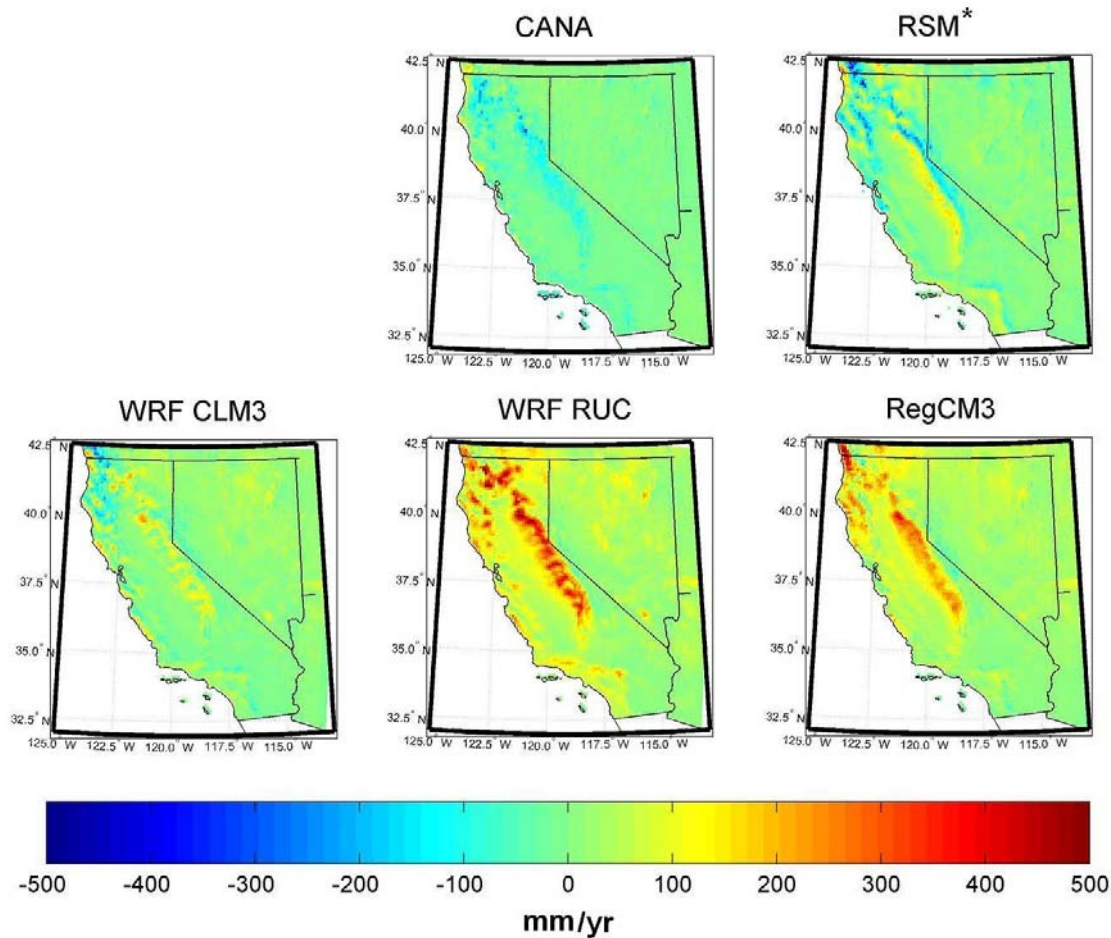 CANA
RSM*
42.5° N
40.0° N
37.5° N
35.0° N
32.5° N
125.0° W
122.5° W
120.0° W
117.5° W
115.0° W
42.5° N
40.0° N
37.5° N
35.0° N
32.5° N
125.0° W
122.5° W
120.0° W
117.5° W
115.0° W
WRF CLM3
WRF RUC
RegCM3
42.5° N
40.0° N
37.5° N
35.0° N
32.5° N
125.0° W
122.5° W
120.0° W
117.5° W
115.0° W
42.5° N
40.0° N
37.5° N
35.0° N
32.5° N
125.0° W
122.5° W
120.0° W
117.5° W
115.0° W
42.5° N
40.0° N
37.5° N
35.0° N
32.5° N
125.0° W
122.5° W
120.0° W
117.5° W
115.0° W
-500 -400 -300 -200 -100 0 100 200 300 400 500
mm/yr